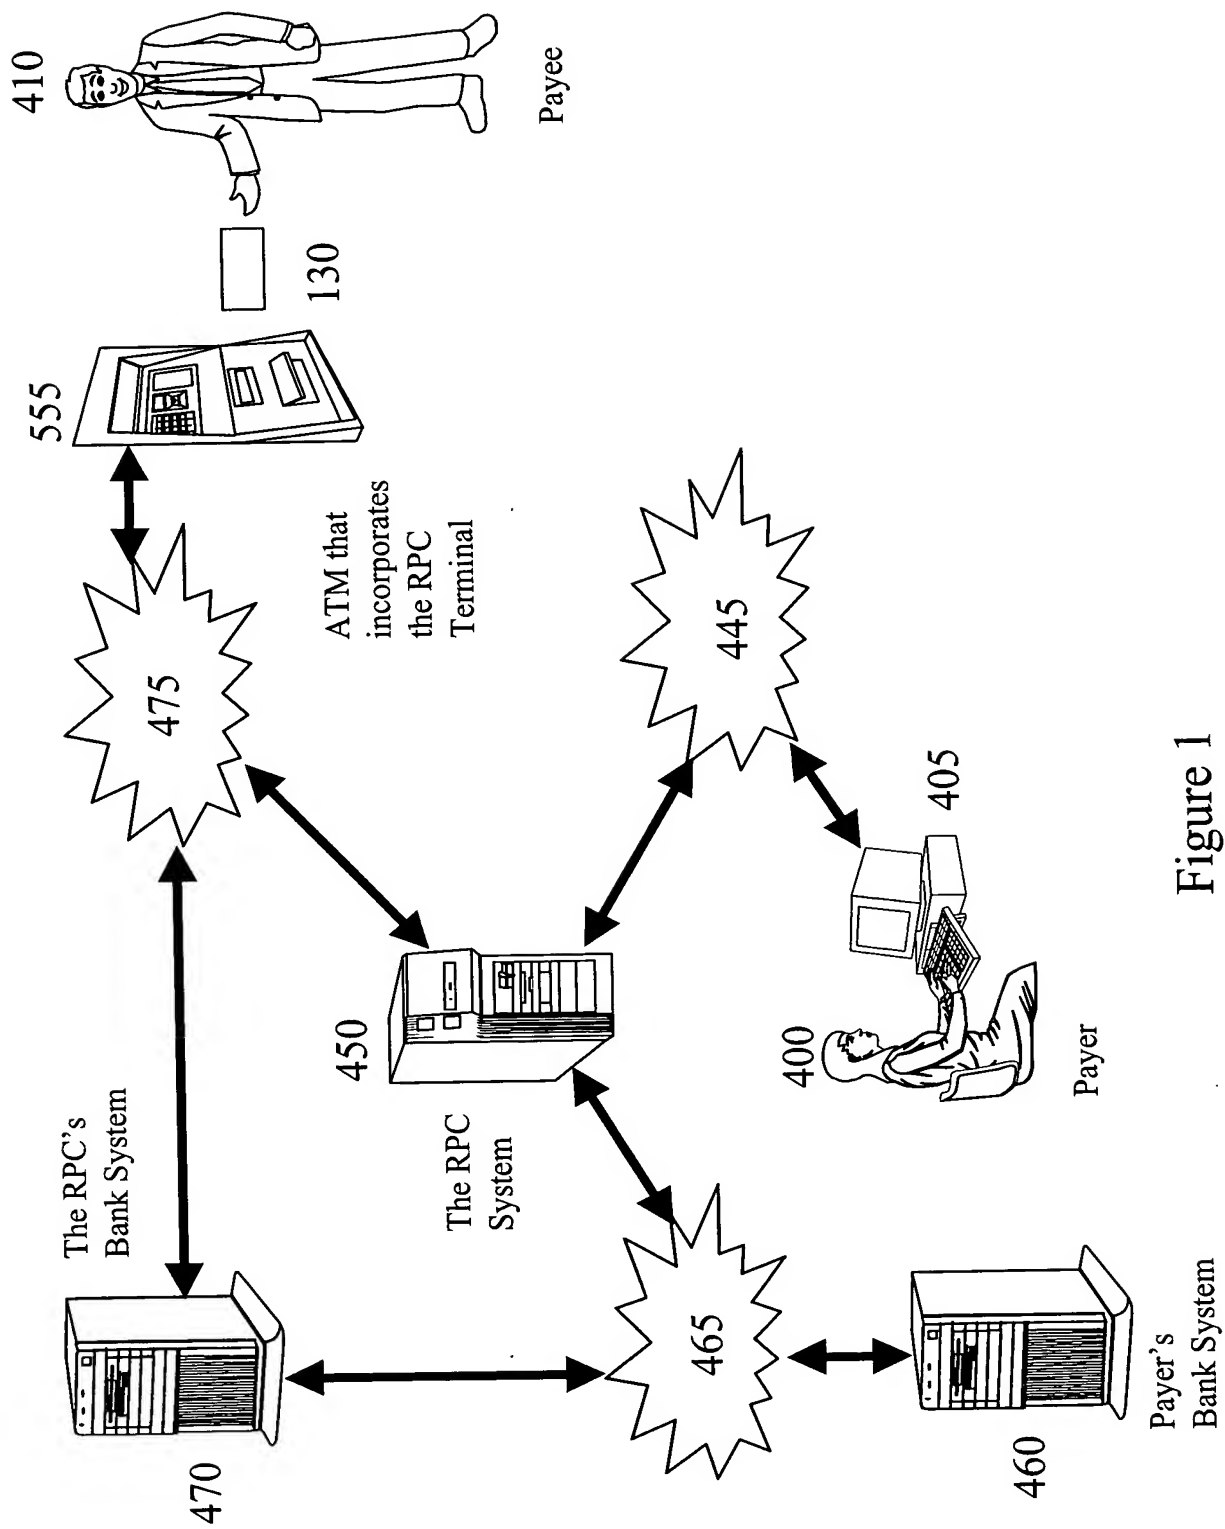 470
The RPC's
Bank System
475
555
410
130
Payee
ATM that
incorporates
the RPC
Terminal
450
The RPC
System
465
445
400
405
Payer
460
Payer's
Bank System
Figure 1